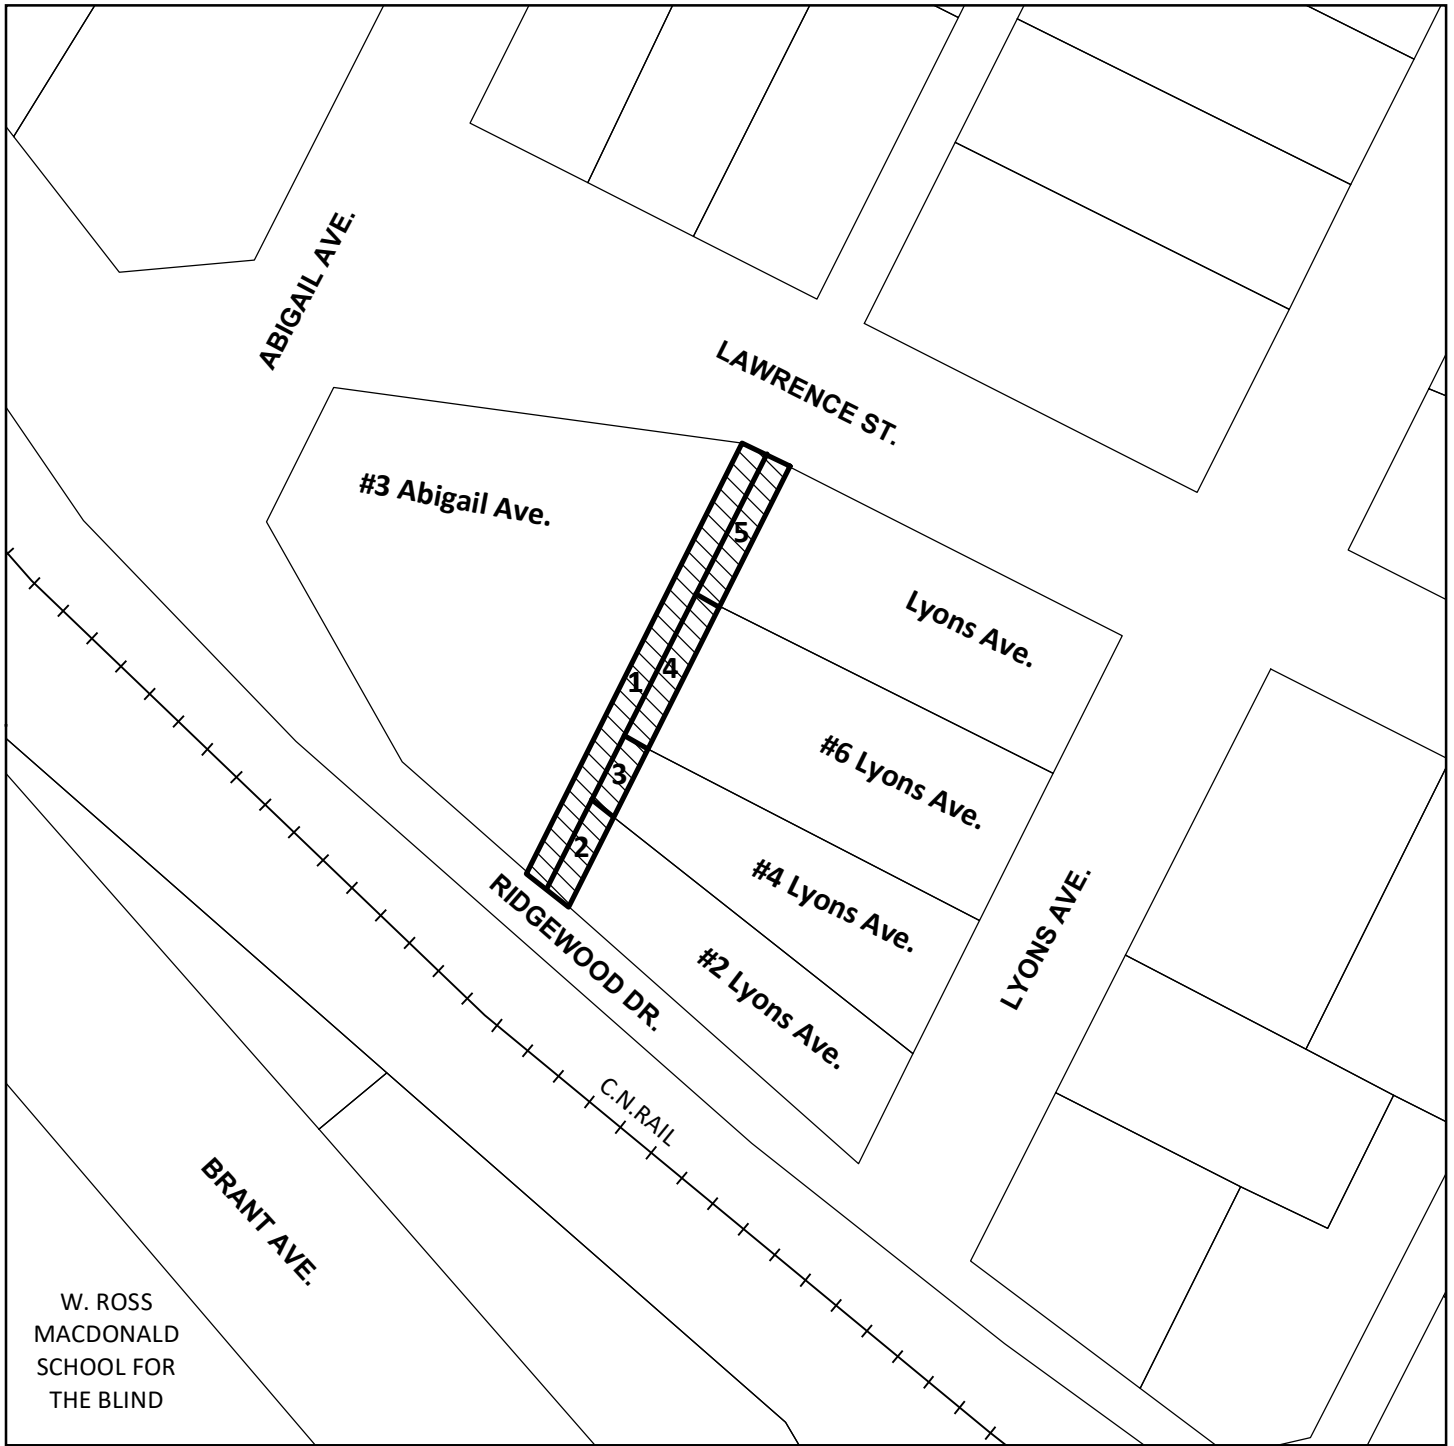 ABIGAIL AVE.
LAWRENCE ST.
#3 Abigail Ave.
5
Lyons Ave.
4
1
#6 Lyons Ave.
3
2
#4 Lyons Ave.
RIDGEWOOD DR.
#2 Lyons Ave.
LYONS AVE.
C.N.RAIL
BRANT AVE.
W. ROSS
MACDONALD
SCHOOL FOR
THE BLIND